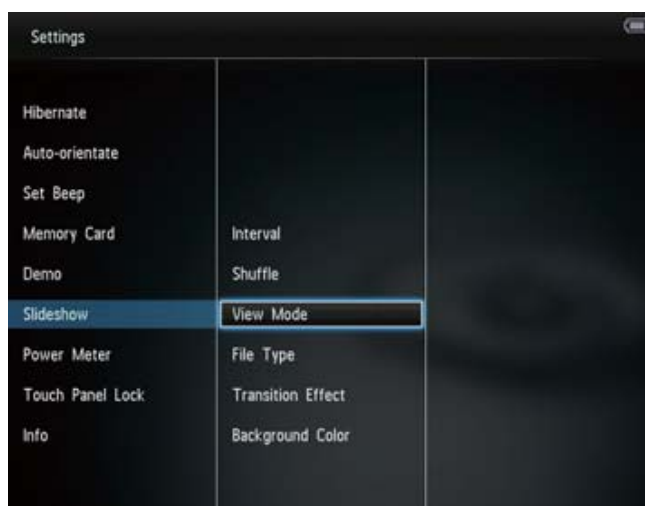 Settings
Hibernate
Auto-orientate
Set Beep
Memory Card
Demo
Slideshow
Power Meter
Touch Panel Lock
Info
Interval
Shuffle
View Mode
File Type
Transition Effect
Background Color